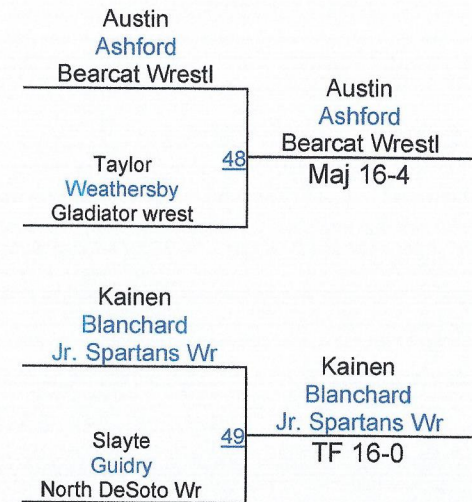 Austin
Ashford
Bearcat Wrestl
Taylor
Weathersby
Gladiator wrest
48
Austin
Ashford
Bearcat Wrestl
Maj 16-4
Kainen
Blanchard
Jr. Spartans Wr
Slayte
Guidry
North DeSoto Wr
49
Kainen
Blanchard
Jr. Spartans Wr
TF 16-0